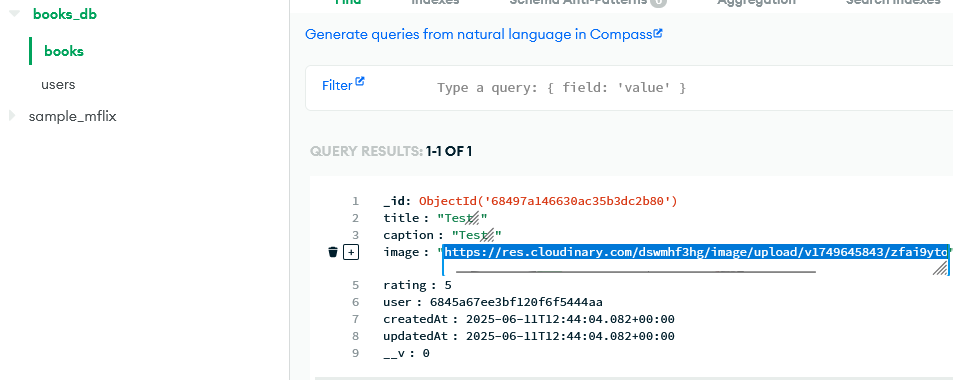 Find Indexes Schema Anti-Patterns 0 Aggregation Search Indexes
books_db
Generate queries from natural language in Compass
books
users
Filter Type a query: { field: 'value' }
sample_mflix
QUERY RESULTS: 1-1 OF 1
1 _id: ObjectId('68497a146630ac35b3dc2b80')
2 title : "Test"
3 caption : "Test"
image : "https://res.cloudinary.com/dswmhf3hg/image/upload/v1749645843/zfai9yto"
5 rating : 5
6 user : 6845a67ee3bf120f6f5444aa
7 createdAt : 2025-06-11T12:44:04.082+00:00
8 updatedAt : 2025-06-11T12:44:04.082+00:00
9 __v : 0